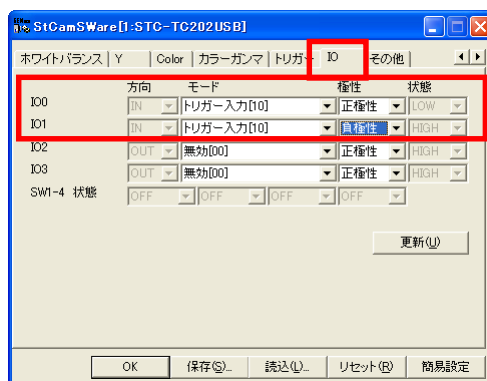 StCamSWare[1:STC-TC202USB]
ホワイトバランス Y Color カラーガンマ トリガー IO その他
方向 モード 極性 状態
IO0 IN トリガー入力[10] 正極性 LOW
IO1 IN トリガー入力[10] 負極性 HIGH
IO2 OUT 無効[00] 正極性 HIGH
IO3 OUT 無効[00] 正極性 HIGH
SW1-4 状態 OFF OFF OFF OFF
更新(U)
OK 保存(S)... 読込(L)... リセット(R) 簡易設定